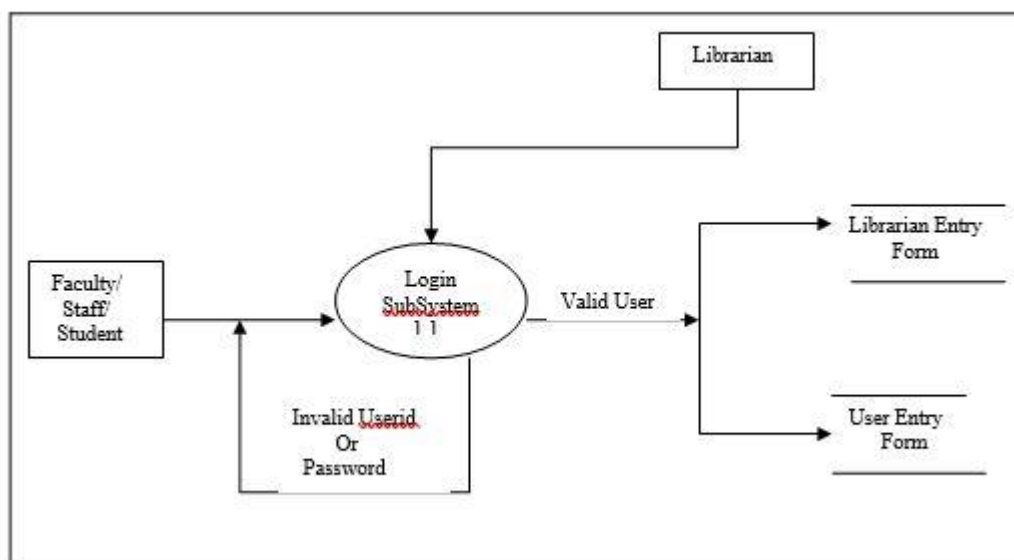 Librarian
Librarian Entry
Form
Faculty/
Staff/
Student
Login
SubSystem
1 1
Valid User
Invalid Userid
Or
Password
User Entry
Form